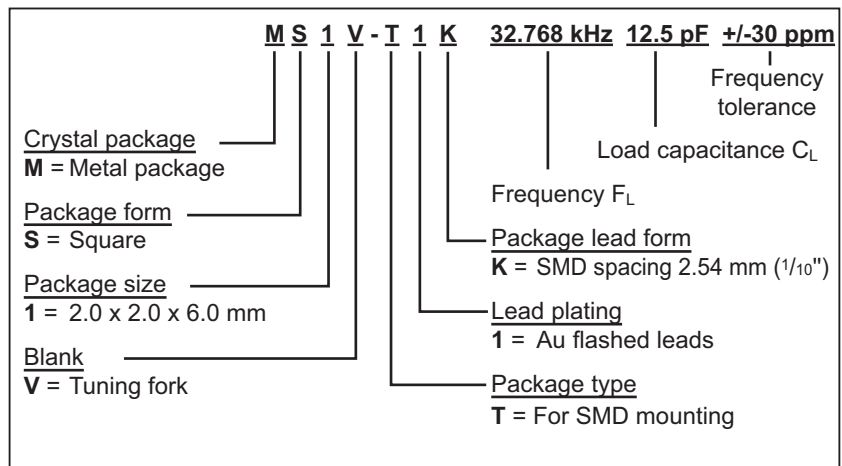 M S 1 V - T 1 K 32.768 kHz 12.5 pF +/-30 ppm
Frequency
tolerance
Load capacitance CL
Frequency FL
Crystal package
M = Metal package
Package form
S = Square
Package size
1 = 2.0 x 2.0 x 6.0 mm
Blank
V = Tuning fork
Package lead form
K = SMD spacing 2.54 mm (1/10")
Lead plating
1 = Au flashed leads
Package type
T = For SMD mounting